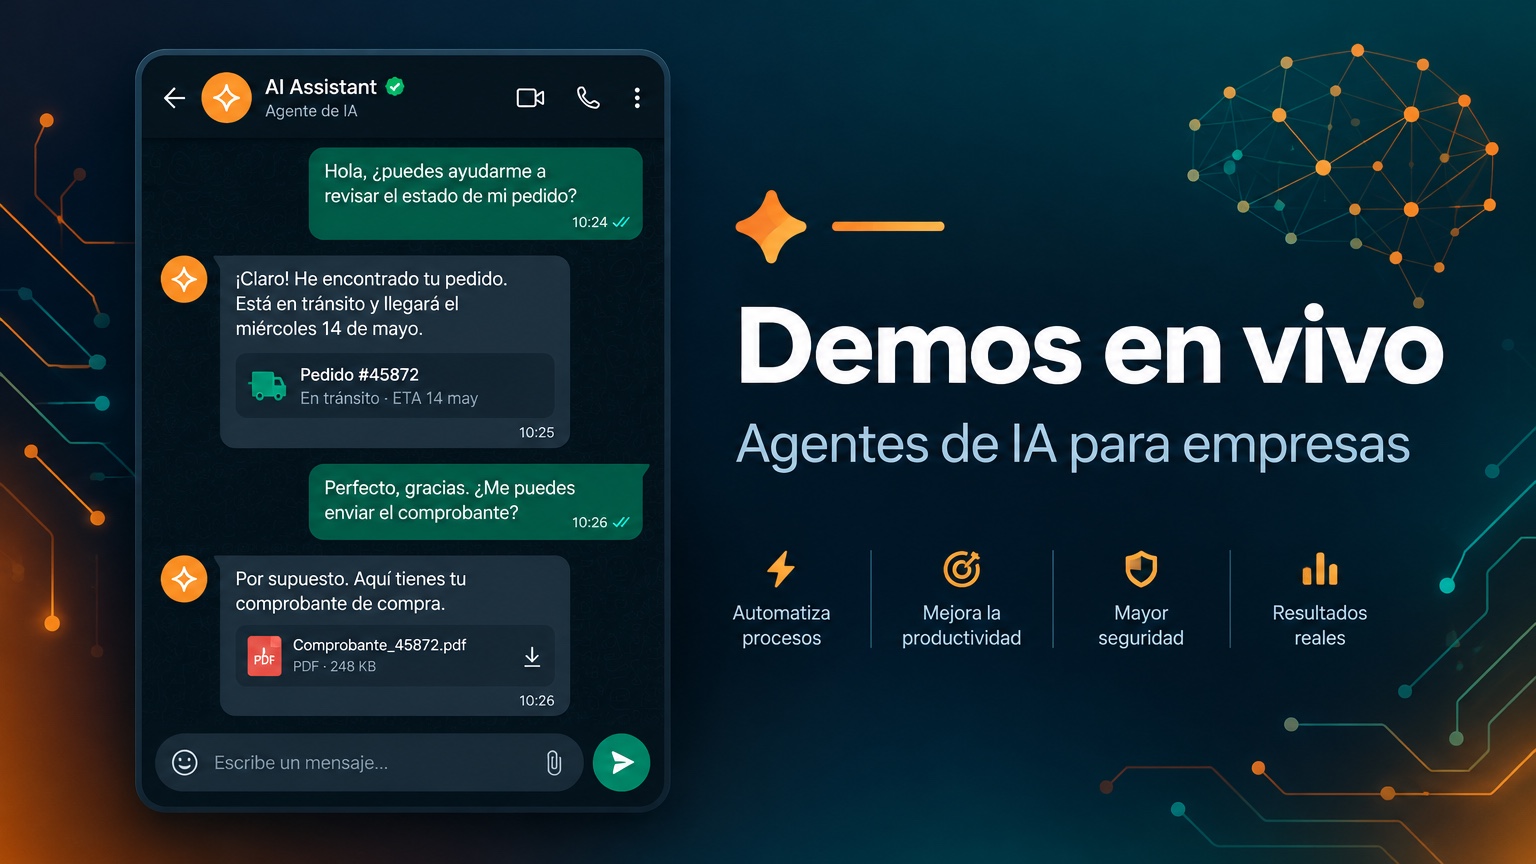 AI Assistant
Agente de IA
Hola, ¿puedes ayudarme a
revisar el estado de mi pedido?
10:24
¡Claro! He encontrado tu pedido.
Está en tránsito y llegará el
miércoles 14 de mayo.
Pedido #45872
En tránsito · ETA 14 may
10:25
Perfecto, gracias. ¿Me puedes
enviar el comprobante?
10:26
Por supuesto. Aquí tienes tu
comprobante de compra.
PDF
Comprobante_45872.pdf
PDF · 248 KB
10:26
Escribe un mensaje...
Demos en vivo
Agentes de IA para empresas
Automatiza
procesos
Mejora la
productividad
Mayor
seguridad
Resultados
reales